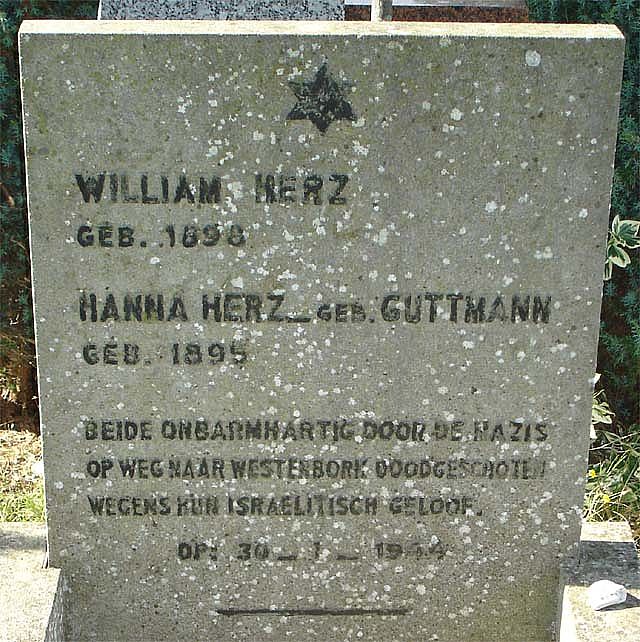 WILLIAM HERZ
GEB. 1898
HANNA HERZ - GEB. GUTTMANN
GEB. 1895
BEIDE ONBARMHARTIG DOOR DE NAZIS
OP WEG NAAR WESTERBORK DOODGESCHOTEN
WEGENS HUN ISRAELITISCH GELOOF.
OP: 30 - 1 - 1944